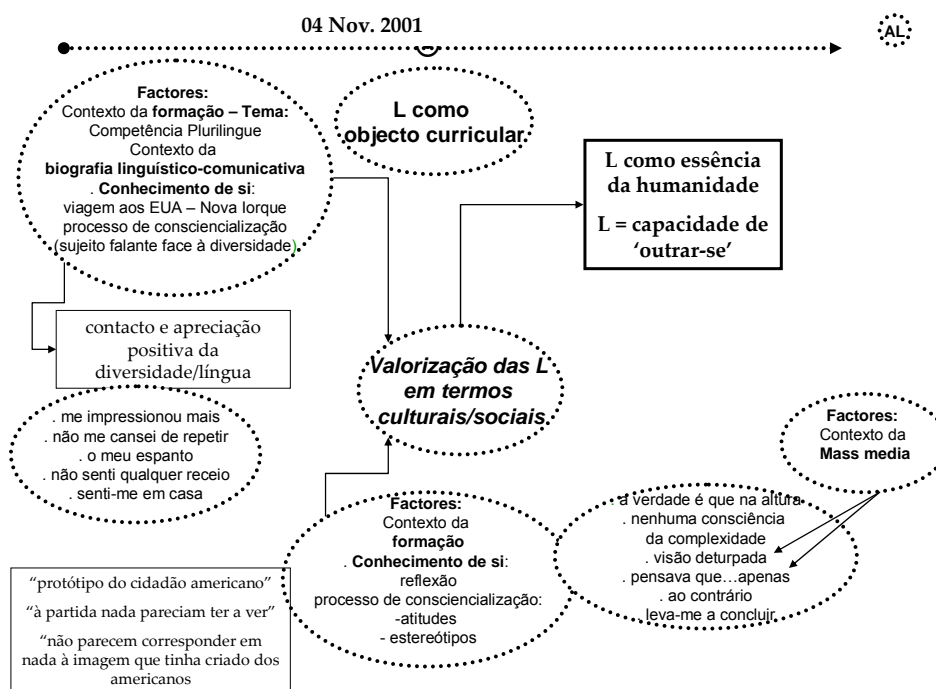 04 Nov. 2001
AL
Factores:
Contexto da formação – Tema:
Competência Plurilingue
Contexto da
biografia linguístico-comunicativa
. Conhecimento de si:
viagem aos EUA – Nova Iorque
processo de consciencialização
(sujeito falante face à diversidade)
L como
objecto curricular
L como essência
da humanidade
L = capacidade de
‘outrar-se’
contacto e apreciação
positiva da
diversidade/língua
Valorização das L
em termos
culturais/sociais
. me impressionou mais
. não me cansei de repetir
. o meu espanto
. não senti qualquer receio
. senti-me em casa
Factores:
Contexto da
Mass media
Factores:
Contexto da
formação
. Conhecimento de si:
reflexão
processo de consciencialização:
-atitudes
- estereótipos
. a verdade é que na altura
. nenhuma consciência
da complexidade
. visão deturpada
. pensava que…apenas
. ao contrário
leva-me a concluir
“protótipo do cidadão americano”
“à partida nada pareciam ter a ver”
“não parecem corresponder em
nada à imagem que tinha criado dos
americanos